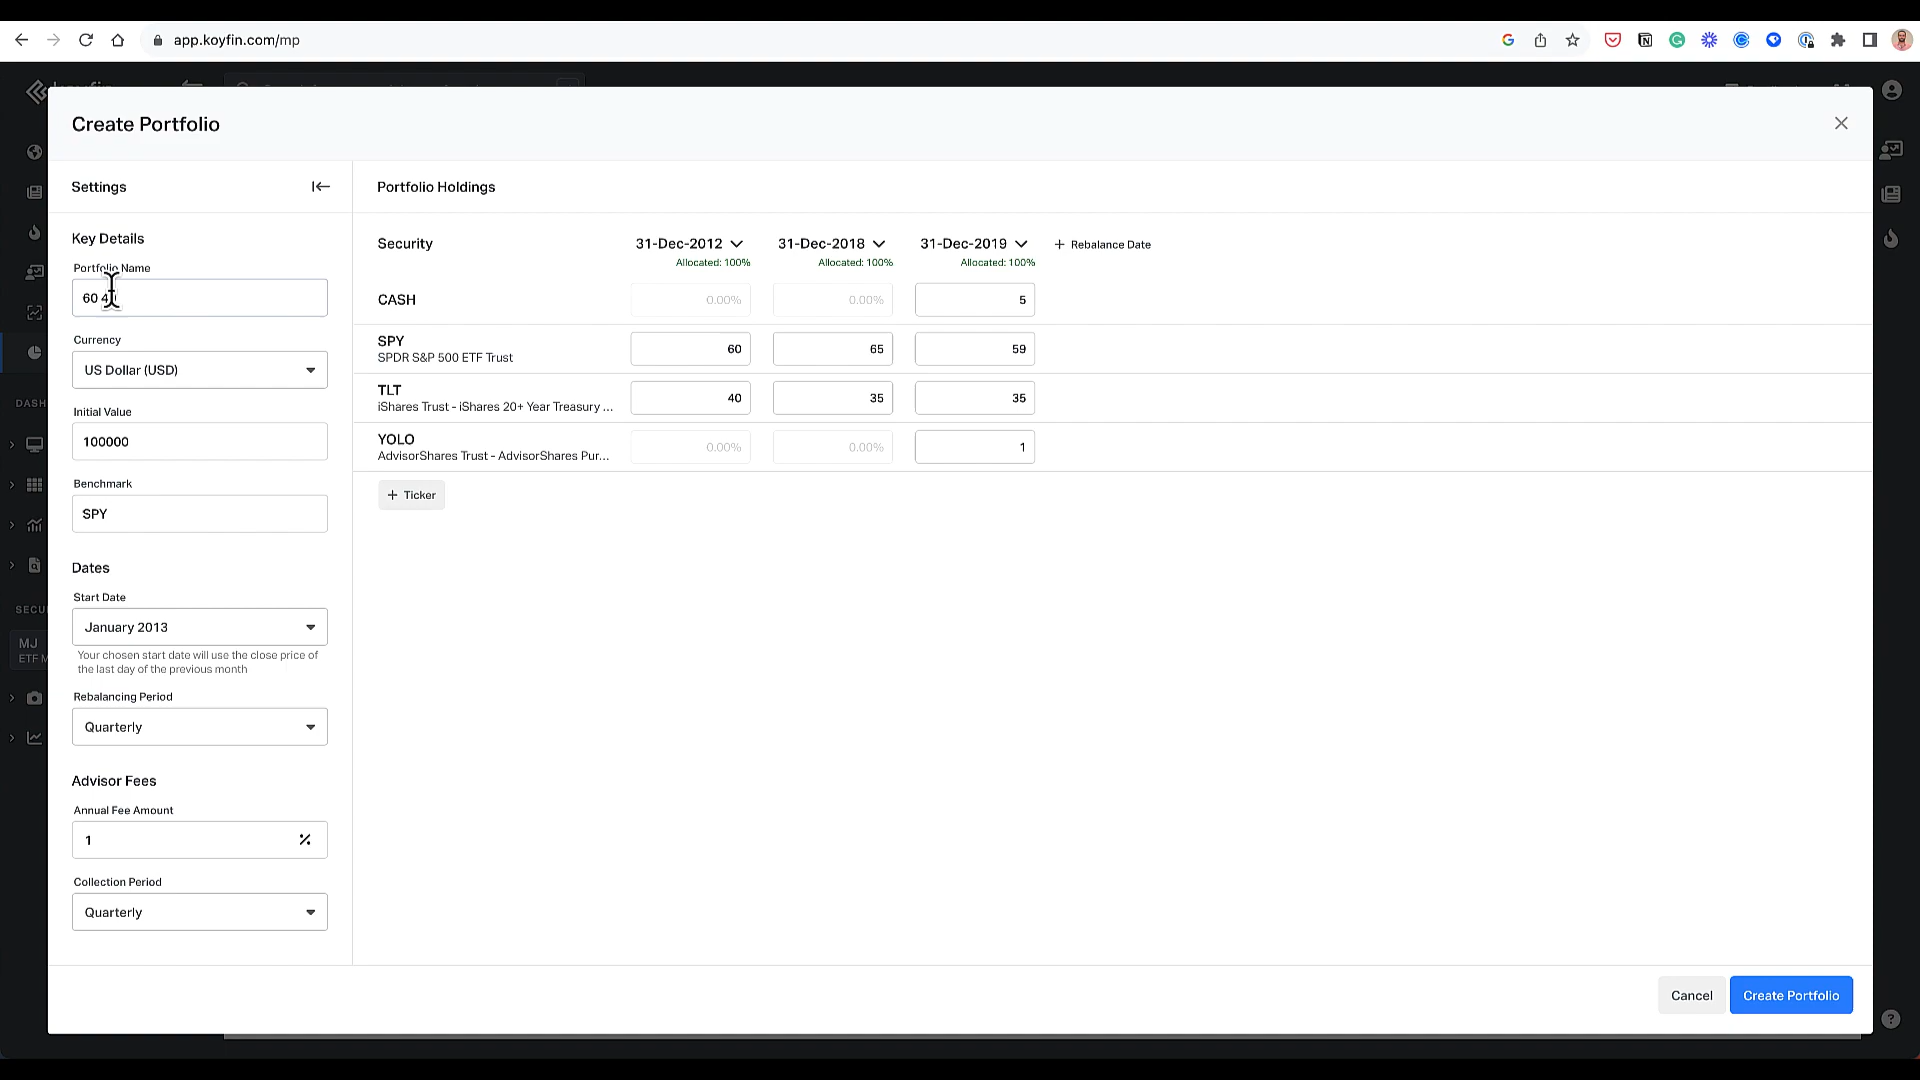 app.koyfin.com/mp
Create Portfolio
Settings
Portfolio Holdings
Key Details
Portfolio Name
60 4
Currency
US Dollar (USD)
Initial Value
100000
Benchmark
SPY
Dates
Start Date
January 2013
Your chosen start date will use the close price of
the last day of the previous month
Rebalancing Period
Quarterly
Advisor Fees
Annual Fee Amount
1 %
Collection Period
Quarterly
Security 31-Dec-2012 31-Dec-2018 31-Dec-2019 + Rebalance Date
Allocated: 100% Allocated: 100% Allocated: 100%
CASH 0.00% 0.00% 5
SPY 60 65 59
SPDR S&P 500 ETF Trust
TLT 40 35 35
iShares Trust - iShares 20+ Year Treasury ...
YOLO 0.00% 0.00% 1
AdvisorShares Trust - AdvisorShares Pur...
+ Ticker
DASH
SECU
MJ
ETF M
Cancel
Create Portfolio